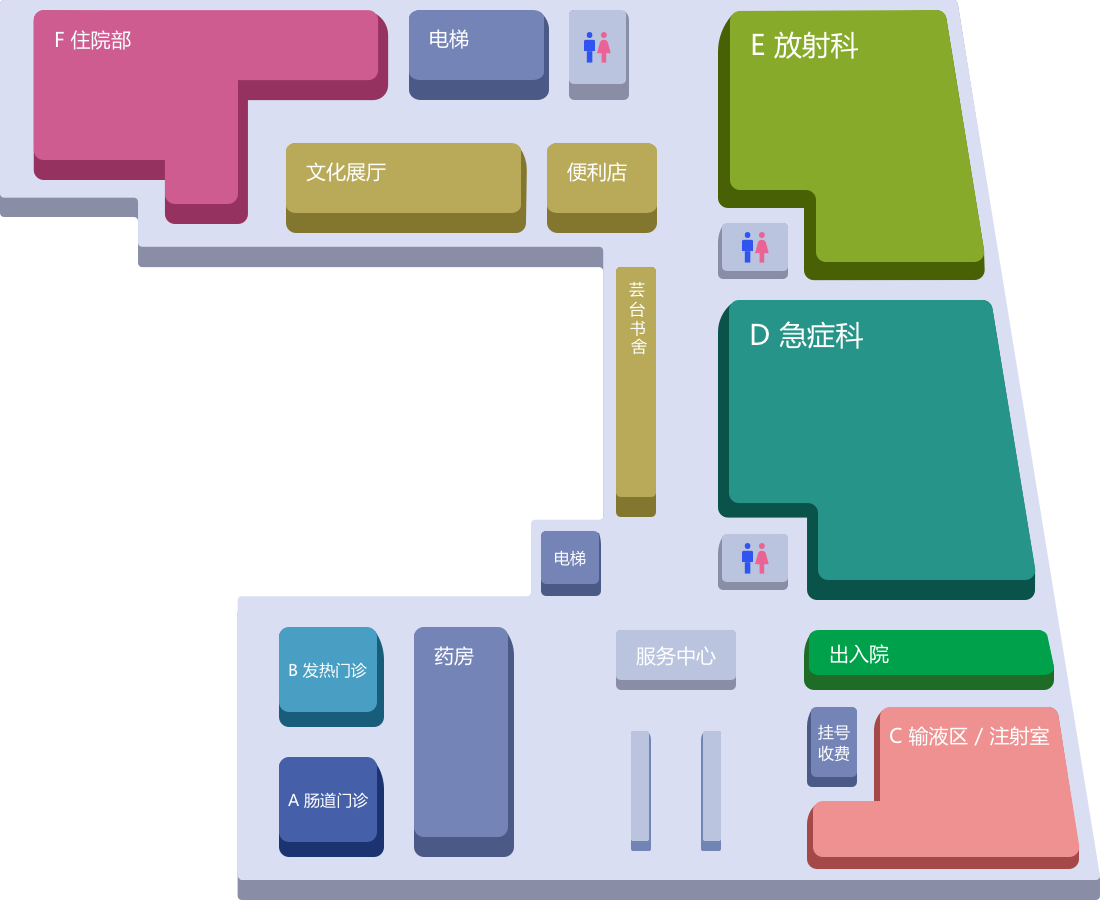 F 住院部
电梯
E 放射科
文化展厅
便利店
芸台书舍
D 急症科
电梯
B 发热门诊
药房
服务中心
出入院
挂号
收费
C 输液区 / 注射室
A 肠道门诊